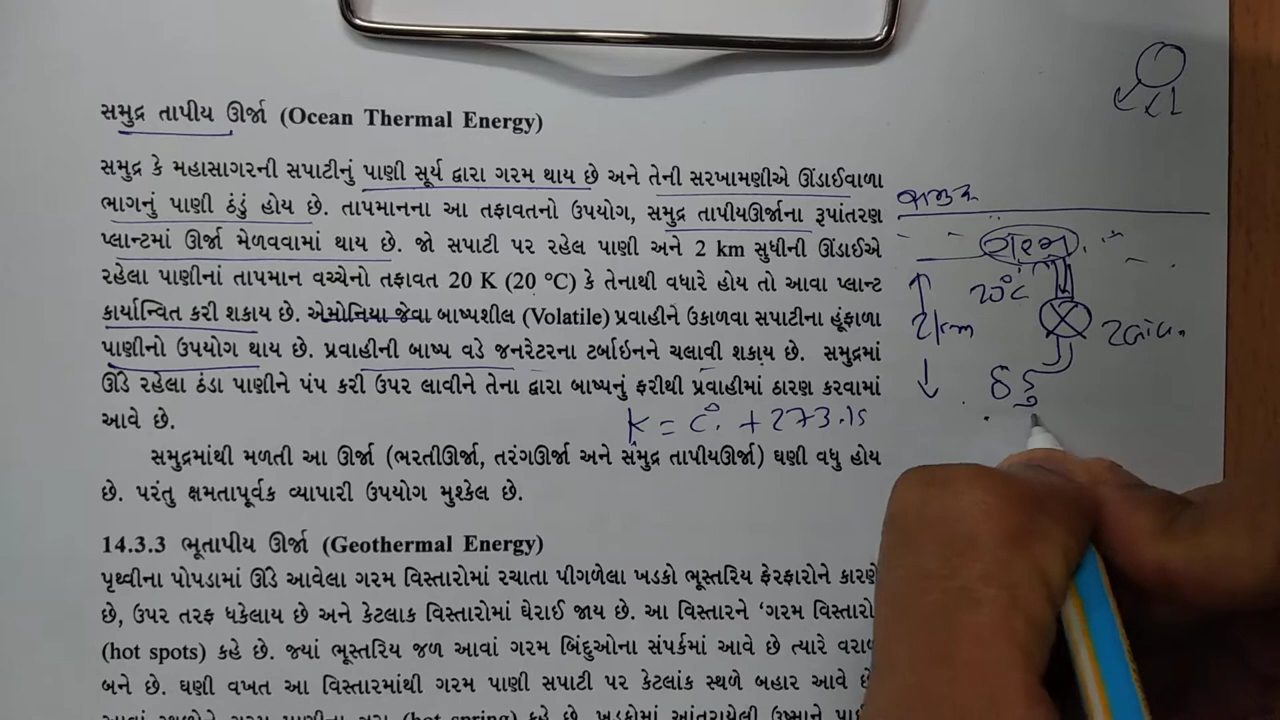 સમુદ્ર તાપીય ઊર્જા (Ocean Thermal Energy)
સમુદ્ર કે મહાસાગરની સપાટીનું પાણી સૂર્ય દ્વારા ગરમ થાય છે અને તેની સરખામણીએ ઊંડાઈવાળા
ભાગનું પાણી ઠંડું હોય છે. તાપમાનના આ તફાવતનો ઉપયોગ, સમુદ્ર તાપીયઊર્જાના રૂપાંતરણ
પ્લાન્ટમાં ઊર્જા મેળવવામાં થાય છે. જો સપાટી પર રહેલ પાણી અને 2 km સુધીની ઊંડાઈએ
રહેલા પાણીનાં તાપમાન વચ્ચેનો તફાવત 20 K (20 °C) કે તેનાથી વધારે હોય તો આવા પ્લાન્ટ
કાર્યાન્વિત કરી શકાય છે. એમોનિયા જેવા બાષ્પશીલ (Volatile) પ્રવાહીને ઉકાળવા સપાટીના હૂંફાળા
પાણીનો ઉપયોગ થાય છે. પ્રવાહીની બાષ્પ વડે જનરેટરના ટર્બાઇનને ચલાવી શકાય છે. સમુદ્રમાં
ઊંડે રહેલા ઠંડા પાણીને પંપ કરી ઉપર લાવીને તેના દ્વારા બાષ્પનું ફરીથી પ્રવાહીમાં ઠારણ કરવામાં
આવે છે.
K = C° + 273.15
સમુદ્રમાંથી મળતી આ ઊર્જા (ભરતીઊર્જા, તરંગઊર્જા અને સમુદ્ર તાપીયઊર્જા) ઘણી વધુ હોય
છે. પરંતુ ક્ષમતાપૂર્વક વ્યાપારી ઉપયોગ મુશ્કેલ છે.
14.3.3 ભૂતાપીય ઊર્જા (Geothermal Energy)
પૃથ્વીના પોપડામાં ઊંડે આવેલા ગરમ વિસ્તારોમાં રચાતા પીગળેલા ખડકો ભૂસ્તરિય ફેરફારોને કારણે
છે, ઉપર તરફ ધકેલાય છે અને કેટલાક વિસ્તારોમાં ઘેરાઈ જાય છે. આ વિસ્તારને ‘ગરમ વિસ્તારો
(hot spots) કહે છે. જ્યાં ભૂસ્તરિય જળ આવાં ગરમ બિંદુઓના સંપર્કમાં આવે છે ત્યારે
બને છે. ઘણી વખત આ વિસ્તારમાંથી ગરમ પાણી સપાટી પર કેટલાંક સ્થળે બહાર આવે છે
(hot spring) કહે છે. ખડકોમાં આંતરાયેલી ઉષ્માને
ગરમ
20°C
2 km